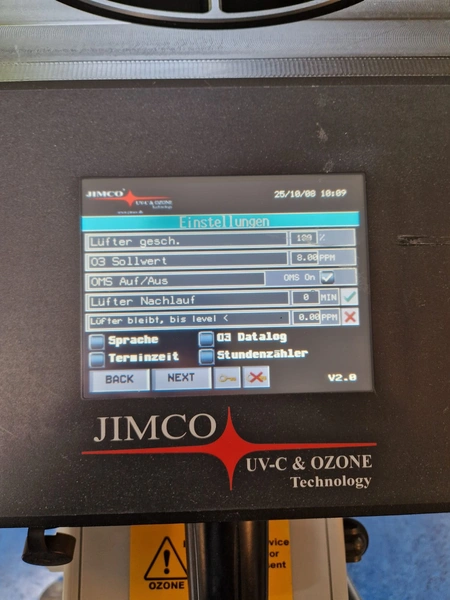 JIMCO
UV-C & OZONE
Technology
25/10/08 10:09
Einstellungen
Lüfter gesch. 100 %
O3 Sollwert 8.00 PPM
OMS Auf/Aus OMS On
Lüfter Nachlauf 0 MIN
Lüfter bleibt, bis level < 0.00 PPM
Sprache O3 Datalog
Terminzeit Stundenzähler
BACK NEXT V2.0
JIMCO
UV-C & OZONE
Technology
OZONE